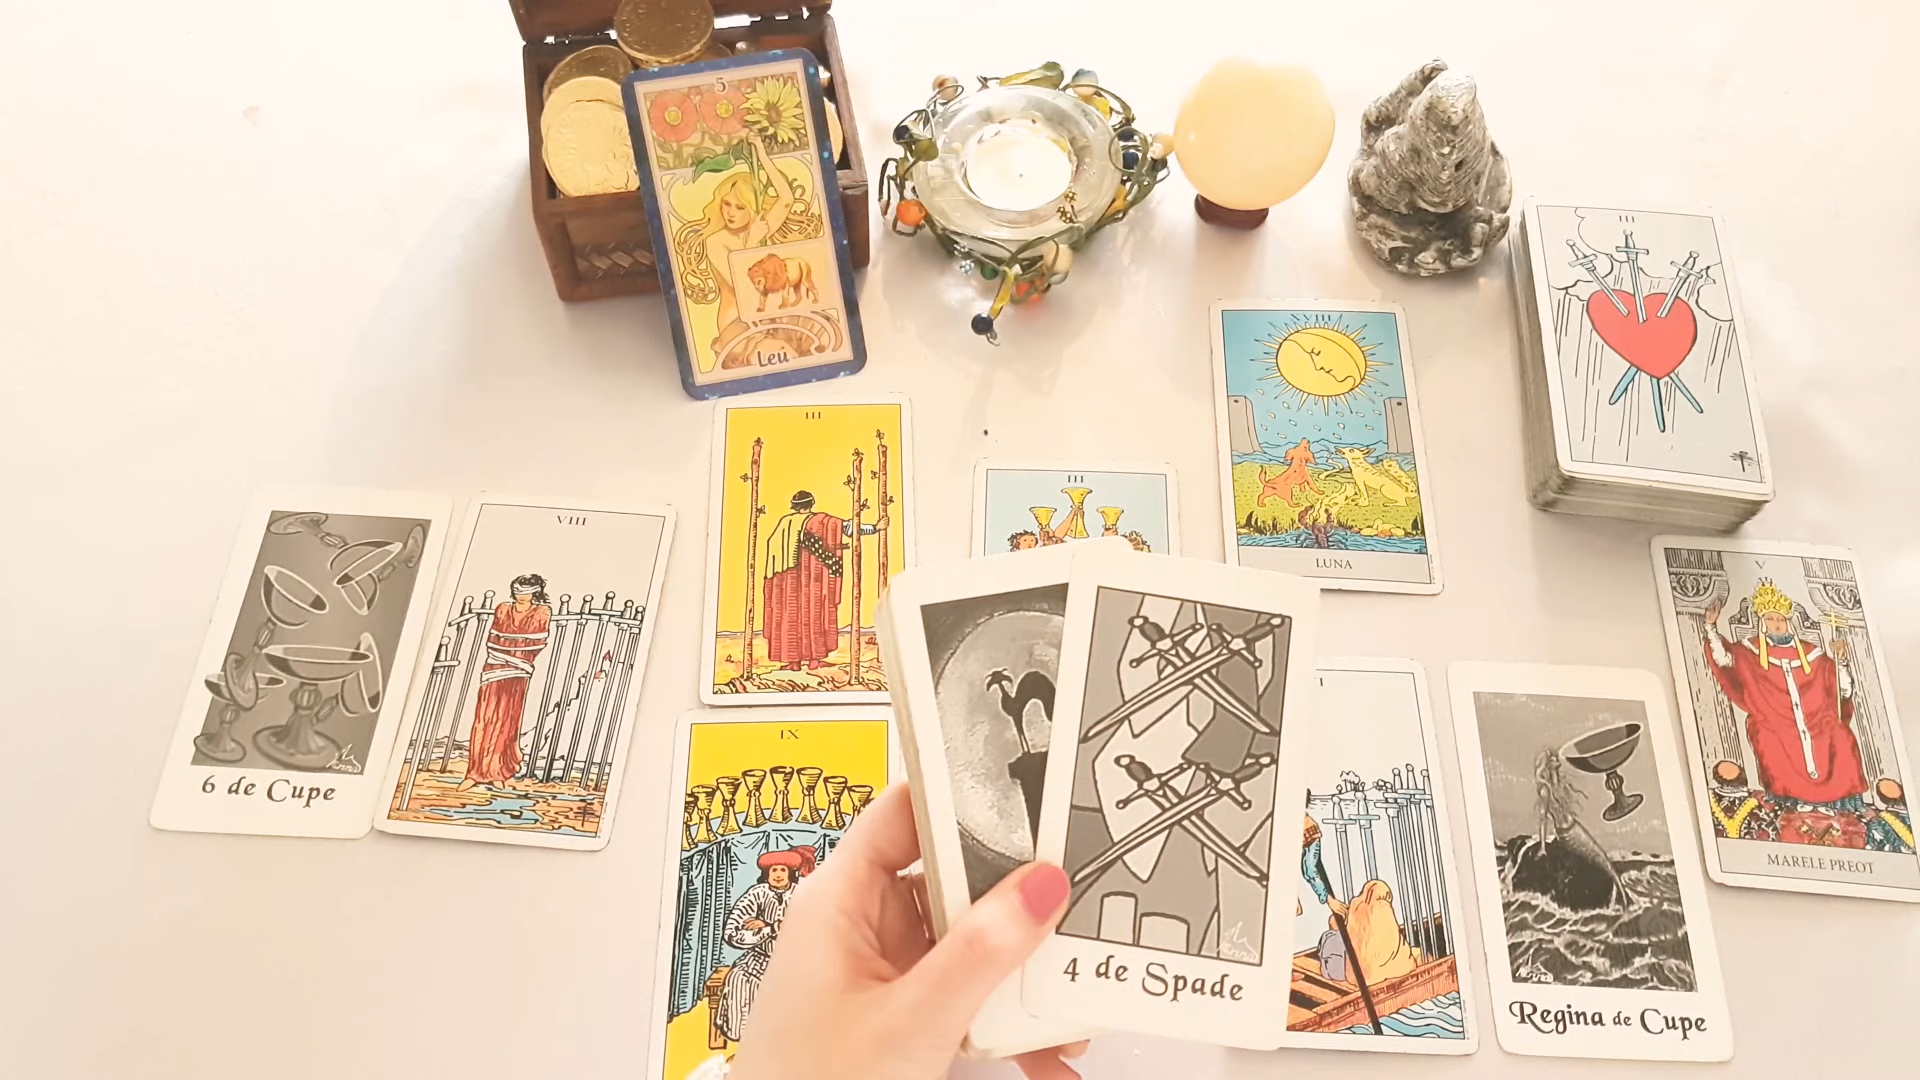 5
Leu
III
XVIII
LUNA
III
III
VIII
6 de Cupe
IX
4 de Spade
I
Regina de Cupe
V
MARELE PREOT